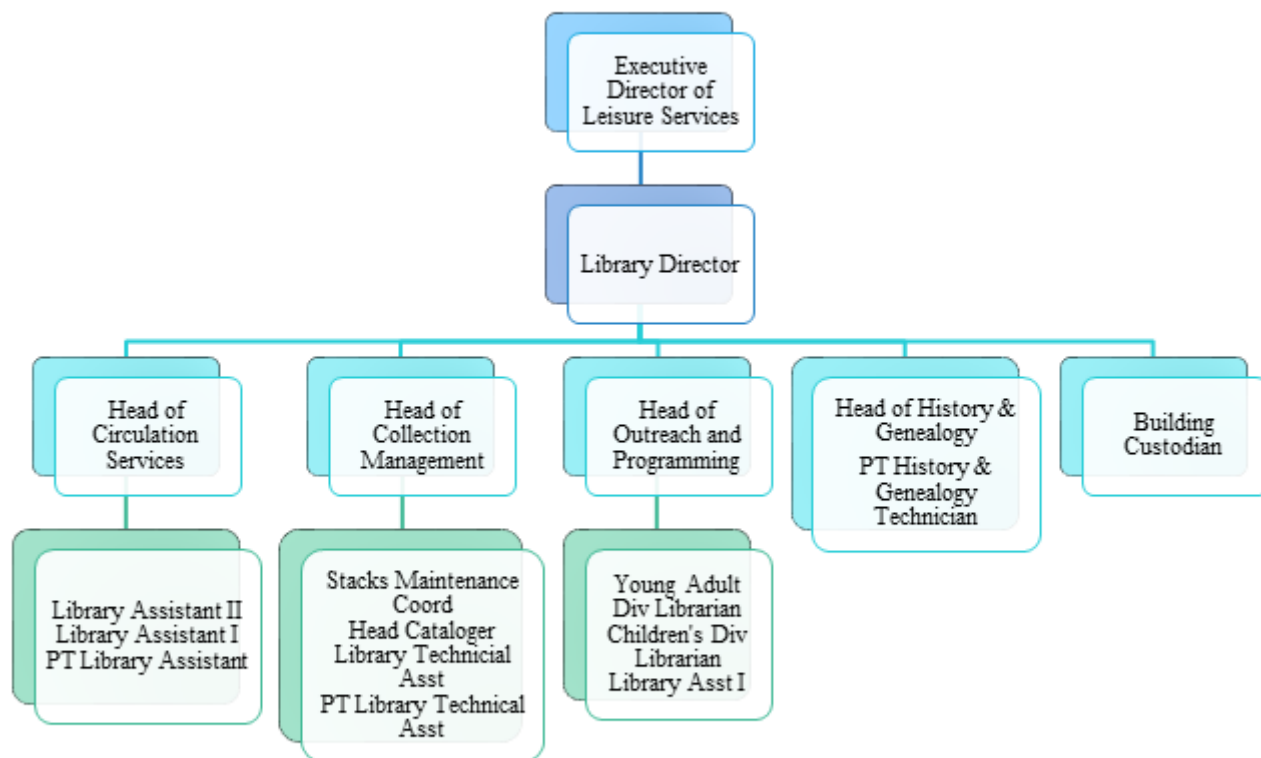 Executive
Director of
Leisure Services
Library Director
Head of
Circulation
Services
Head of
Collection
Management
Head of
Outreach and
Programming
Head of History &
Genealogy
PT History &
Genealogy
Technician
Building
Custodian
Library Assistant II
Library Assistant I
PT Library Assistant
Stacks Maintenance
Coord
Head Cataloger
Library Technicial
Asst
PT Library Technical
Asst
Young Adult
Div Librarian
Children's Div
Librarian
Library Asst I